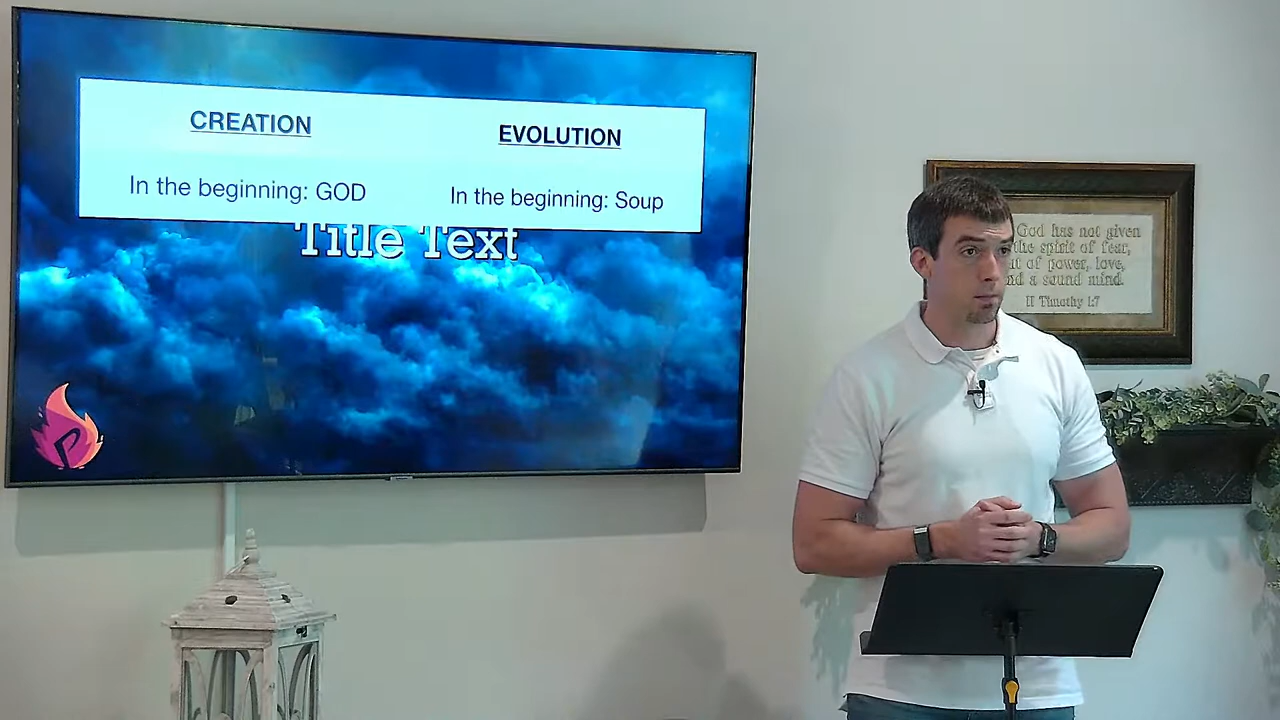 CREATION
EVOLUTION
In the beginning: GOD
In the beginning: Soup
Title Text
P
God has not given
the spirit of fear,
of power, love,
a sound mind.
II Timothy 1:7